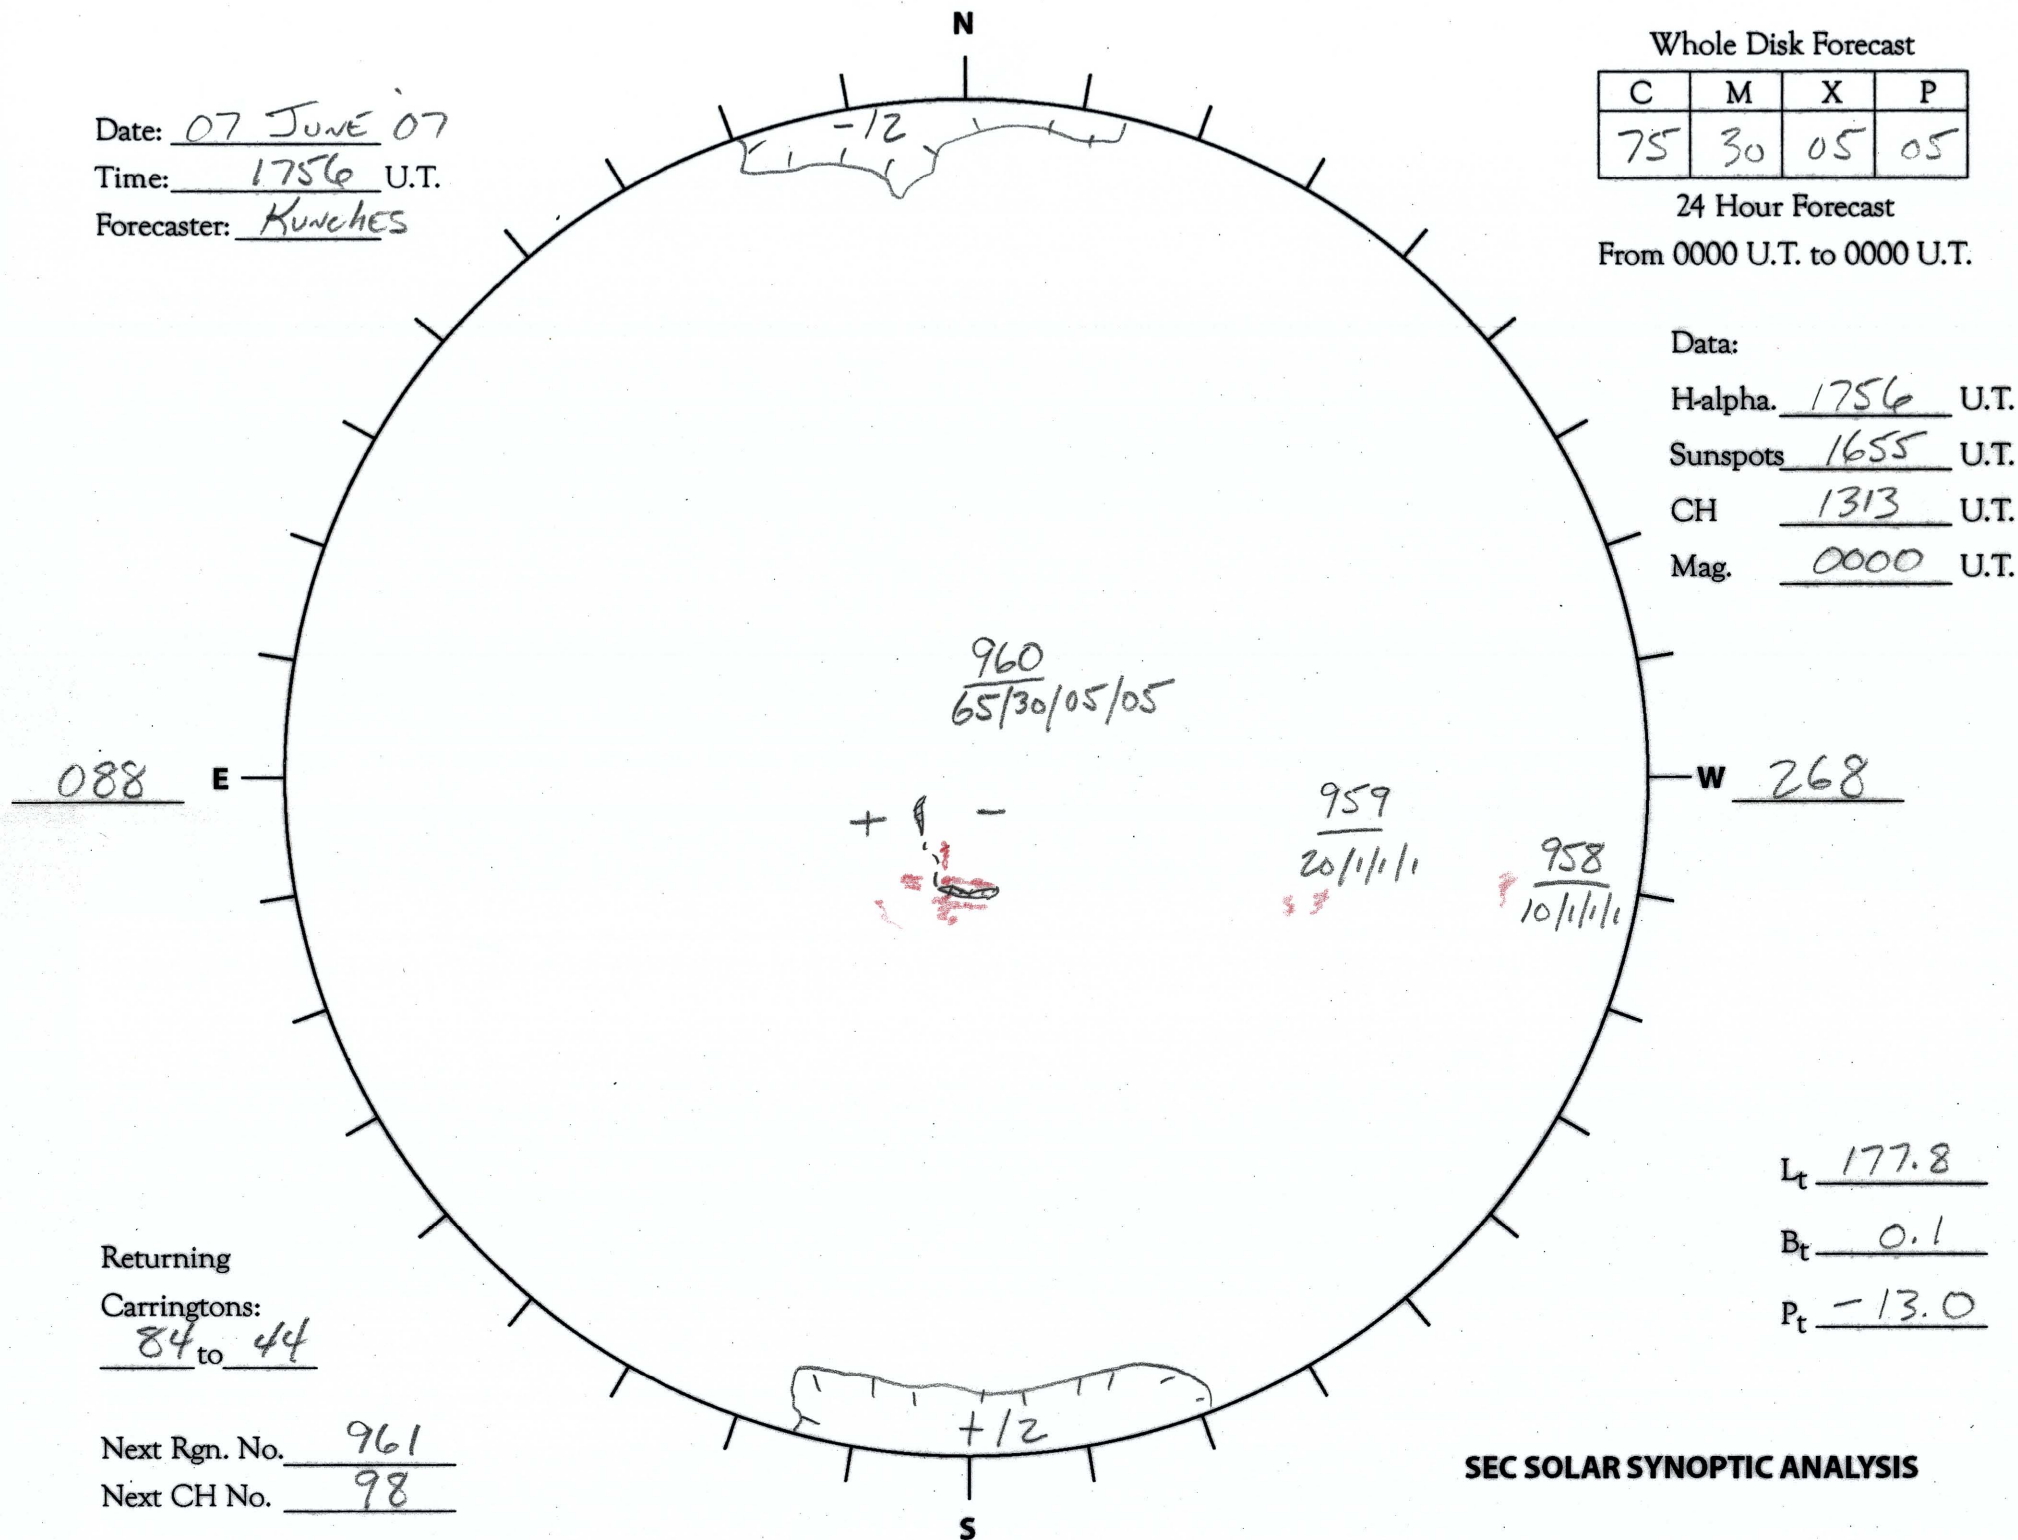 N
Date: 07 JUNE '07
Time: 1756 U.T.
Forecaster: KUNCHES
Whole Disk Forecast
C M X P
75 30 05 05
24 Hour Forecast
From 0000 U.T. to 0000 U.T.
Data:
H-alpha. 1756 U.T.
Sunspots 1655 U.T.
CH 1313 U.T.
Mag. 0000 U.T.
-12
960
65/30/05/05
088 E
W 268
+ -
959
20/1/1/1
958
10/1/1/1
Lt 177.8
Bt 0.1
Pt -13.0
Returning
Carringtons:
84 to 44
Next Rgn. No. 961
Next CH No. 98
+12
S
SEC SOLAR SYNOPTIC ANALYSIS